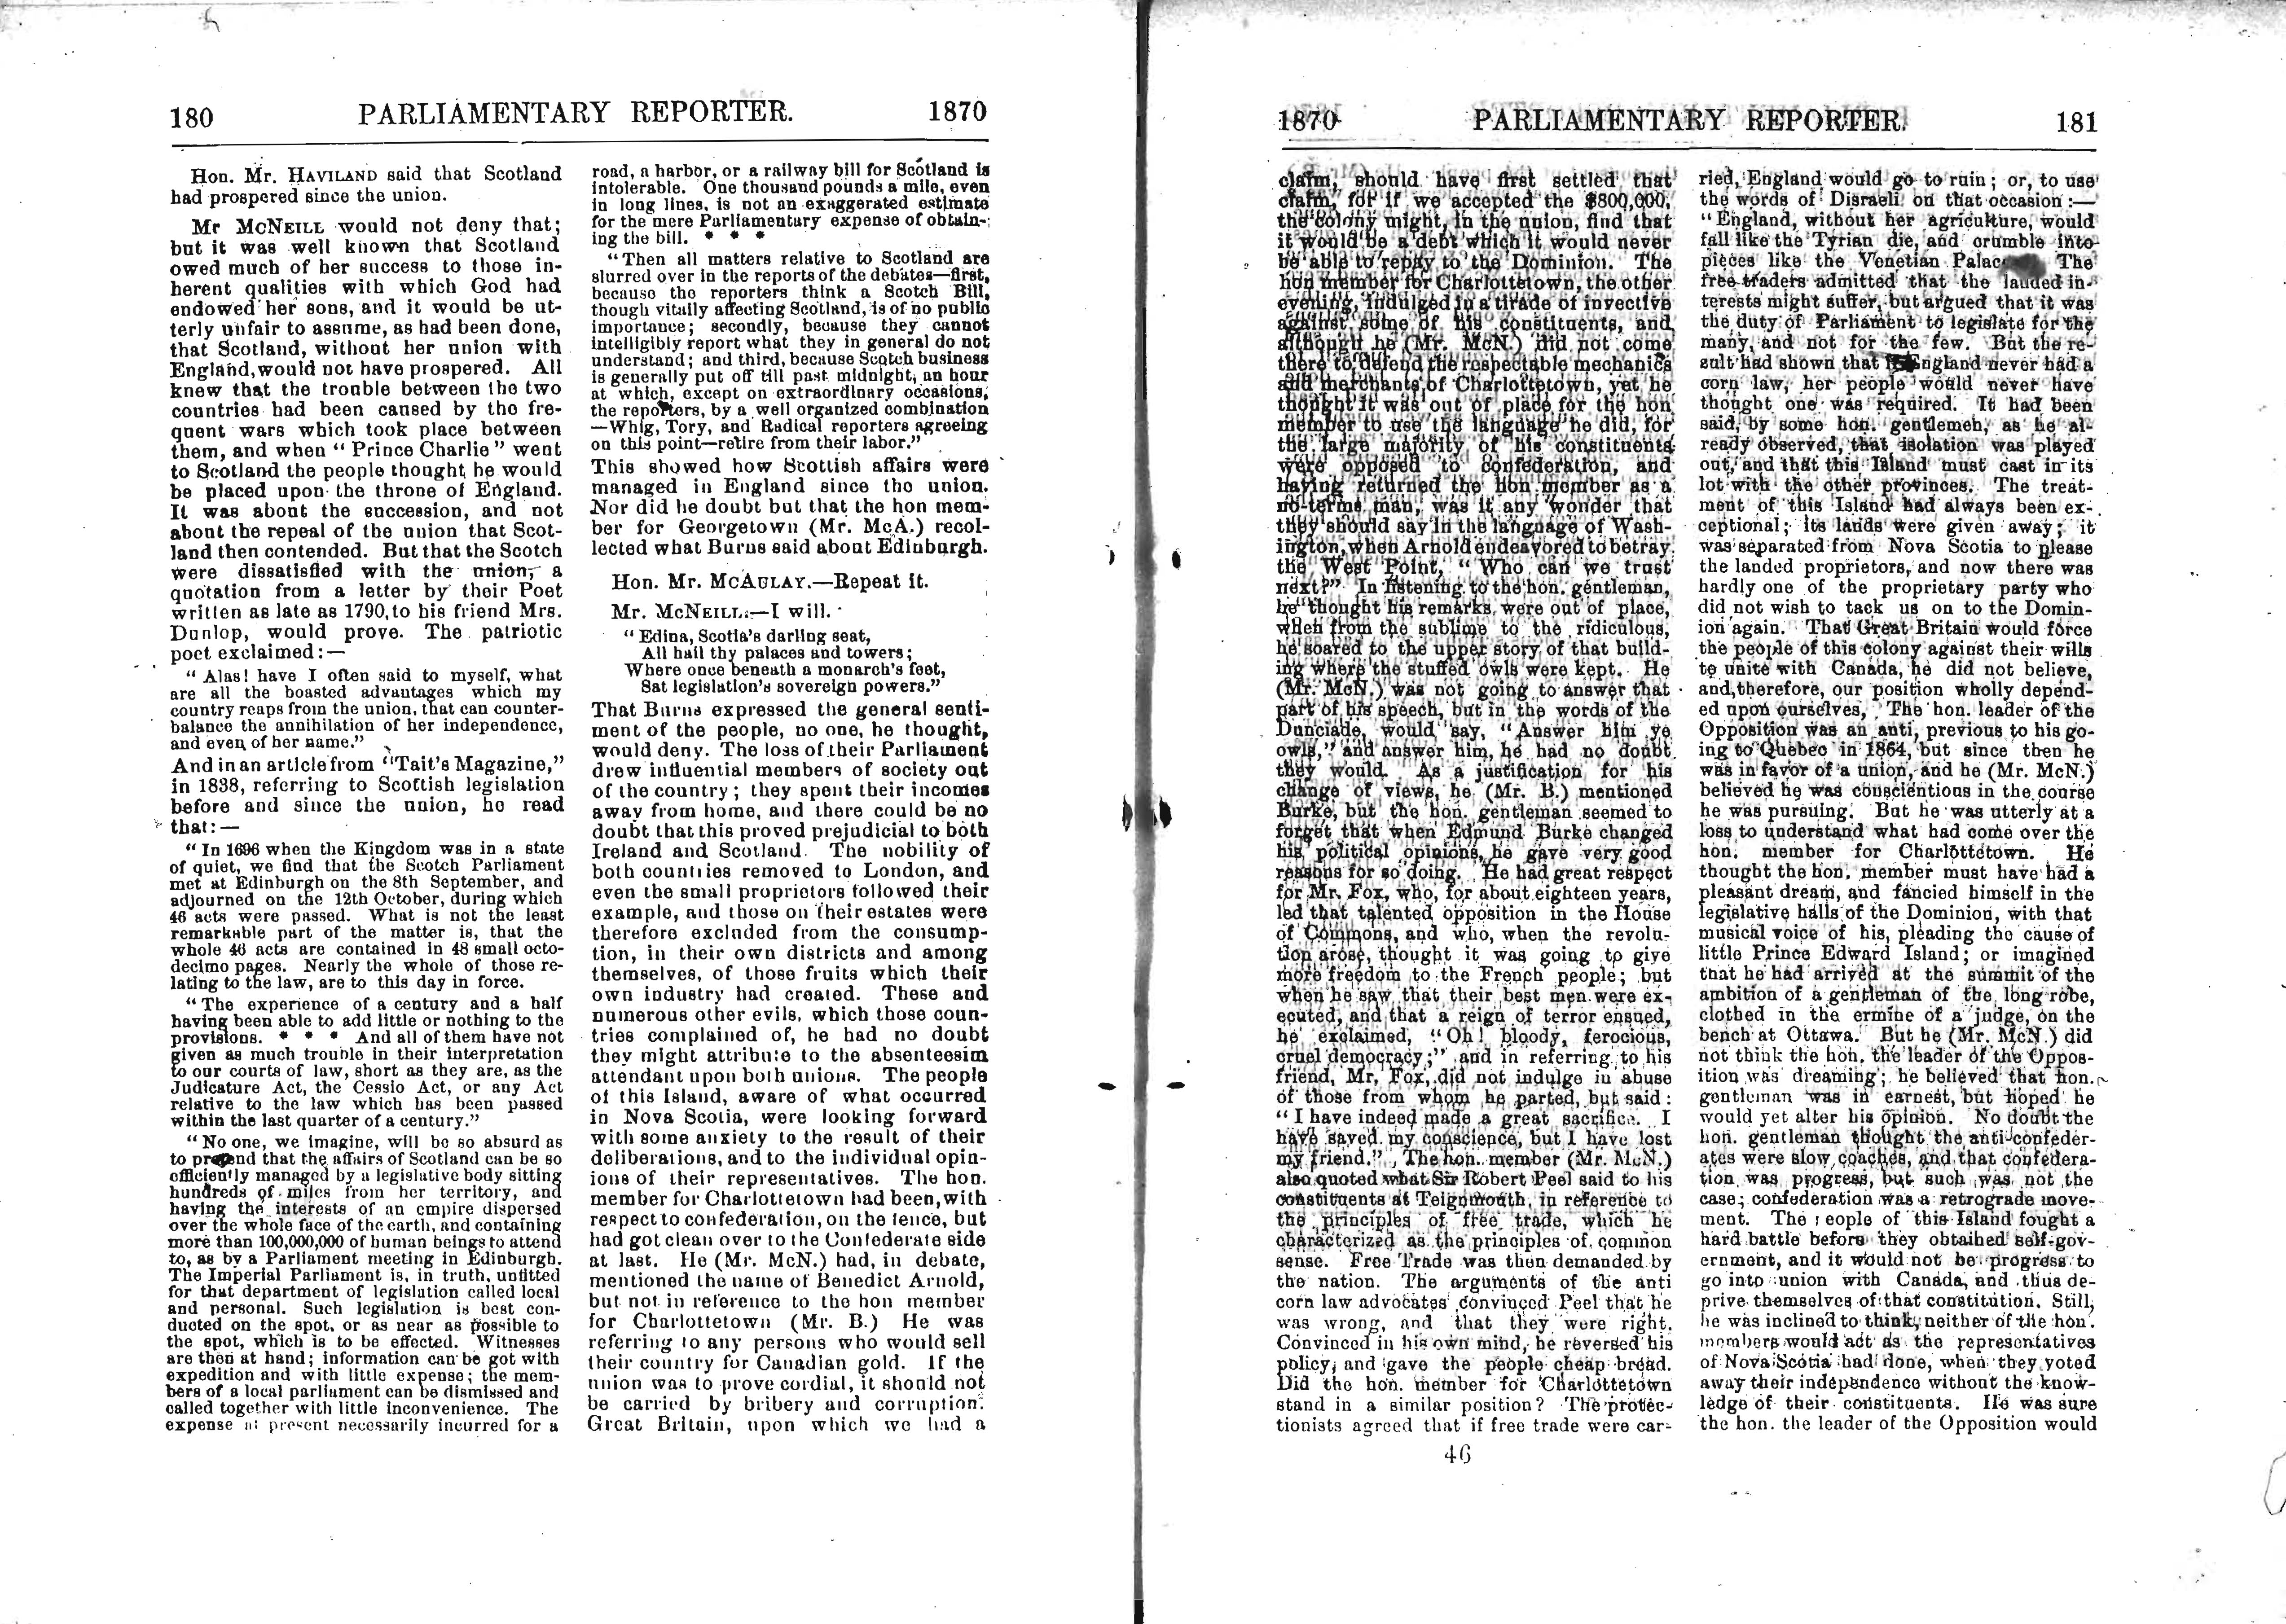 180 PARLIAMENTARY REPORTER. 1870
Hon. Mr. HAVILAND said that Scotland
had prospered since the union.
Mr MCNEILL would not deny that;
but it was well known that Scotland
owed much of her success to those in-
herent qualities with which God had
endowed her sons, and it would be ut-
terly unfair to assume, as had been done,
that Scotland, without her union with
England, would not have prospered. All
knew that the trouble between the two
countries had been caused by the fre-
quent wars which took place between
them, and when "Prince Charlie" went
to Scotland the people thought he would
be placed upon the throne of England.
It was about the succession, and not
about the repeal of the union that Scot-
land then contended. But that the Scotch
were dissatisfied with the union, a
quotation from a letter by their Poet
written as late as 1790, to his friend Mrs.
Dunlop, would prove. The patriotic
poet exclaimed:—
"Alas! have I often said to myself, what
are all the boasted advantages which my
country reaps from the union, that can counter-
balance the annihilation of her independence,
and even of her name."
And in an article from "Tait's Magazine,"
in 1838, referring to Scottish legislation
before and since the union, he read
that:—
"In 1696 when the Kingdom was in a state
of quiet, we find that the Scotch Parliament
met at Edinburgh on the 8th September, and
adjourned on the 12th October, during which
46 acts were passed. What is not the least
remarkable part of the matter is, that the
whole 46 acts are contained in 48 small octo-
decimo pages. Nearly the whole of those re-
lating to the law, are to this day in force.
"The experience of a century and a half
having been able to add little or nothing to the
provisions. * * * And all of them have not
given as much trouble in their interpretation
to our courts of law, short as they are, as the
Judicature Act, the Cessio Act, or any Act
relative to the law which has been passed
within the last quarter of a century."
"No one, we imagine, will be so absurd as
to pretend that the affairs of Scotland can be so
efficiently managed by a legislative body sitting
hundreds of miles from her territory, and
having the interests of an empire dispersed
over the whole face of the earth, and containing
more than 100,000,000 of human beings to attend
to, as by a Parliament meeting in Edinburgh.
The Imperial Parliament is, in truth, unfitted
for that department of legislation called local
and personal. Such legislation is best con-
ducted on the spot, or as near as possible to
the spot, which is to be effected. Witnesses
are then at hand; information can be got with
expedition and with little expense; the mem-
bers of a local parliament can be dismissed and
called together with little inconvenience. The
expense at present necessarily incurred for a
road, a harbor, or a railway bill for Scotland is
intolerable. One thousand pounds a mile, even
in long lines, is not an exaggerated estimate
for the mere Parliamentary expense of obtain-
ing the bill. * * *
"Then all matters relative to Scotland are
slurred over in the reports of the debates—first,
because the reporters think a Scotch Bill,
though vitally affecting Scotland, is of no public
importance; secondly, because they cannot
intelligibly report what they in general do not
understand; and third, because Scotch business
is generally put off till past midnight, an hour
at which, except on extraordinary occasions,
the reporters, by a well organized combination
—Whig, Tory, and Radical reporters agreeing
on this point—retire from their labor."
This showed how Scottish affairs were
managed in England since the union.
Nor did he doubt but that the hon mem-
ber for Georgetown (Mr. McA.) recol-
lected what Burns said about Edinburgh.
Hon. Mr. MCAULAY.—Repeat it.
Mr. MCNEILL:—I will.
"Edina, Scotia's darling seat,
All hail thy palaces and towers;
Where once beneath a monarch's feet,
Sat legislation's sovereign powers."
That Burns expressed the general senti-
ment of the people, no one, he thought,
would deny. The loss of their Parliament
drew influential members of society out
of the country; they spent their incomes
away from home, and there could be no
doubt that this proved prejudicial to both
Ireland and Scotland. The nobility of
both countries removed to London, and
even the small proprietors followed their
example, and those on their estates were
therefore excluded from the consump-
tion, in their own districts and among
themselves, of those fruits which their
own industry had created. These and
numerous other evils, which those coun-
tries complained of, he had no doubt
they might attribute to the absenteesim
attendant upon both unions. The people
of this Island, aware of what occurred
in Nova Scotia, were looking forward
with some anxiety to the result of their
deliberations, and to the individual opin-
ions of their representatives. The hon.
member for Charlottetown had been, with
respect to confederation, on the fence, but
had got clean over to the Confederate side
at last. He (Mr. McN.) had, in debate,
mentioned the name of Benedict Arnold,
but not in reference to the hon member
for Charlottetown (Mr. B.) He was
referring to any persons who would sell
their country for Canadian gold. If the
union was to prove cordial, it should not
be carried by bribery and corruption.
Great Britain, upon which we had a
1870 PARLIAMENTARY REPORTER. 181
claim, should have first settled that
claim, for if we accepted the $800,000,
the colony might, in the union, find that
it would be a debt which it would never
be able to repay to the Dominion. The
hon member for Charlottetown, the other
evening, indulged in a tirade of invective
against some of his constituents, and
although he (Mr. McN.) did not come
there to defend the respectable mechanics
and merchants of Charlottetown, yet he
thought it was out of place for the hon
member to use the language he did, for
the large majority of his constituents
were opposed to confederation, and
having returned the hon member as a
no-terms man, was it any wonder that
they should say in the language of Wash-
ington, when Arnold endeavored to betray
the West Point, "Who can we trust
next?" In listening to the hon. gentleman,
he thought his remarks were out of place,
when from the sublime to the ridiculous,
he soared to the upper story of that build-
ing where the stuffed owls were kept. He
(Mr. McN.) was not going to answer that
part of his speech, but in the words of the
Dunciade, would say, "Answer him ye
owls," and answer him, he had no doubt
they would. As a justification for his
change of views, he (Mr. B.) mentioned
Burke, but the hon. gentleman seemed to
forget that when Edmund Burke changed
his political opinions, he gave very good
reasons for so doing. He had great respect
for Mr. Fox, who, for about eighteen years,
led that talented opposition in the House
of Commons, and who, when the revolu-
tion arose, thought it was going to give
more freedom to the French people; but
when he saw that their best men were ex-
ecuted, and that a reign of terror ensued,
he exclaimed, "Oh! bloody, ferocious,
cruel democracy;" and in referring to his
friend, Mr. Fox, did not indulge in abuse
of those from whom he parted, but said:
"I have indeed made a great sacrifice. I
have saved my conscience, but I have lost
my friend." The hon. member (Mr. McN.)
also quoted what Sir Robert Peel said to his
constituents at Teignmouth, in reference to
the principles of free trade, which he
characterized as the principles of common
sense. Free Trade was then demanded by
the nation. The arguments of the anti
corn law advocates convinced Peel that he
was wrong, and that they were right.
Convinced in his own mind, he reversed his
policy, and gave the people cheap bread.
Did the hon. member for Charlottetown
stand in a similar position? The protec-
tionists agreed that if free trade were car-
46
ried, England would go to ruin; or, to use
the words of Disraeli on that occasion:—
"England, without her agriculture, would
fall like the Tyrian die, and crumble into
pieces like the Venetian The
free traders admitted that the landed in-
terests might suffer, but argued that it was
the duty of Parliament to legislate for the
many, and not for the few. But the re-
sult had shown that England never had a
corn law, her people would never have
thought one was required. It had been
said, by some hon. gentlemen, as he al-
ready observed, that isolation was played
out, and that this Island must cast in its
lot with the other provinces. The treat-
ment of this Island had always been ex-
ceptional; its lands were given away; it
was separated from Nova Scotia to please
the landed proprietors, and now there was
hardly one of the proprietary party who
did not wish to tack us on to the Domin-
ion again. That Great Britain would force
the people of this colony against their wills
to unite with Canada, he did not believe,
and, therefore, our position wholly depend-
ed upon ourselves, The hon. leader of the
Opposition was an anti, previous to his go-
ing to Quebec in 1864, but since then he
was in favor of a union, and he (Mr. McN.)
believed he was conscientious in the course
he was pursuing. But he was utterly at a
loss to understand what had come over the
hon. member for Charlottetown. He
thought the hon. member must have had a
pleasant dream, and fancied himself in the
legislative halls of the Dominion, with that
musical voice of his, pleading the cause of
little Prince Edward Island; or imagined
that he had arrived at the summit of the
ambition of a gentleman of the long robe,
clothed in the ermine of a judge, on the
bench at Ottawa. But he (Mr. McN.) did
not think the hon. the leader of the Oppos-
ition was dreaming; he believed that hon.
gentleman was in earnest, but hoped he
would yet alter his opinion. No doubt the
hon. gentleman thought the anti-confeder-
ates were slow coaches, and that confedera-
tion was progress, but such was not the
case; confederation was a retrograde move-
ment. The people of this Island fought a
hard battle before they obtained self-gov-
ernment, and it would not be progress to
go into union with Canada, and thus de-
prive themselves of that constitution. Still,
he was inclined to think, neither of the hon.
members would act as the representatives
of Nova Scotia had done, when they voted
away their independence without the know-
ledge of their constituents. He was sure
the hon. the leader of the Opposition would